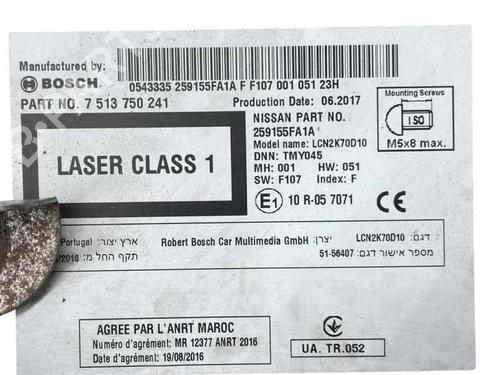 Manufactured by:
BOSCH
0543335 259155FA1A F F107 001 051 23H
PART NO. 7 513 750 241
Production Date: 06.2017
Mounting Screws
ISO
M5x8 max.
LASER CLASS 1
NISSAN PART NO.
259155FA1A
Model name: LCN2K70D10
DNN: TMY045
MH: 001 HW: 051
SW: F107 Index: F
E1 10 R-05 7071 CE
ארץ יצור: Portugal
יצרן: Robert Bosch Car Multimedia GmbH
דגם: LCN2K70D10
תקף החל מ: /2016
מספר אישור דגם: 51-56407
AGREE PAR L'ANRT MAROC
Numéro d'agrément: MR 12377 ANRT 2016
Date d'agrément: 19/08/2016
UA. TR.052